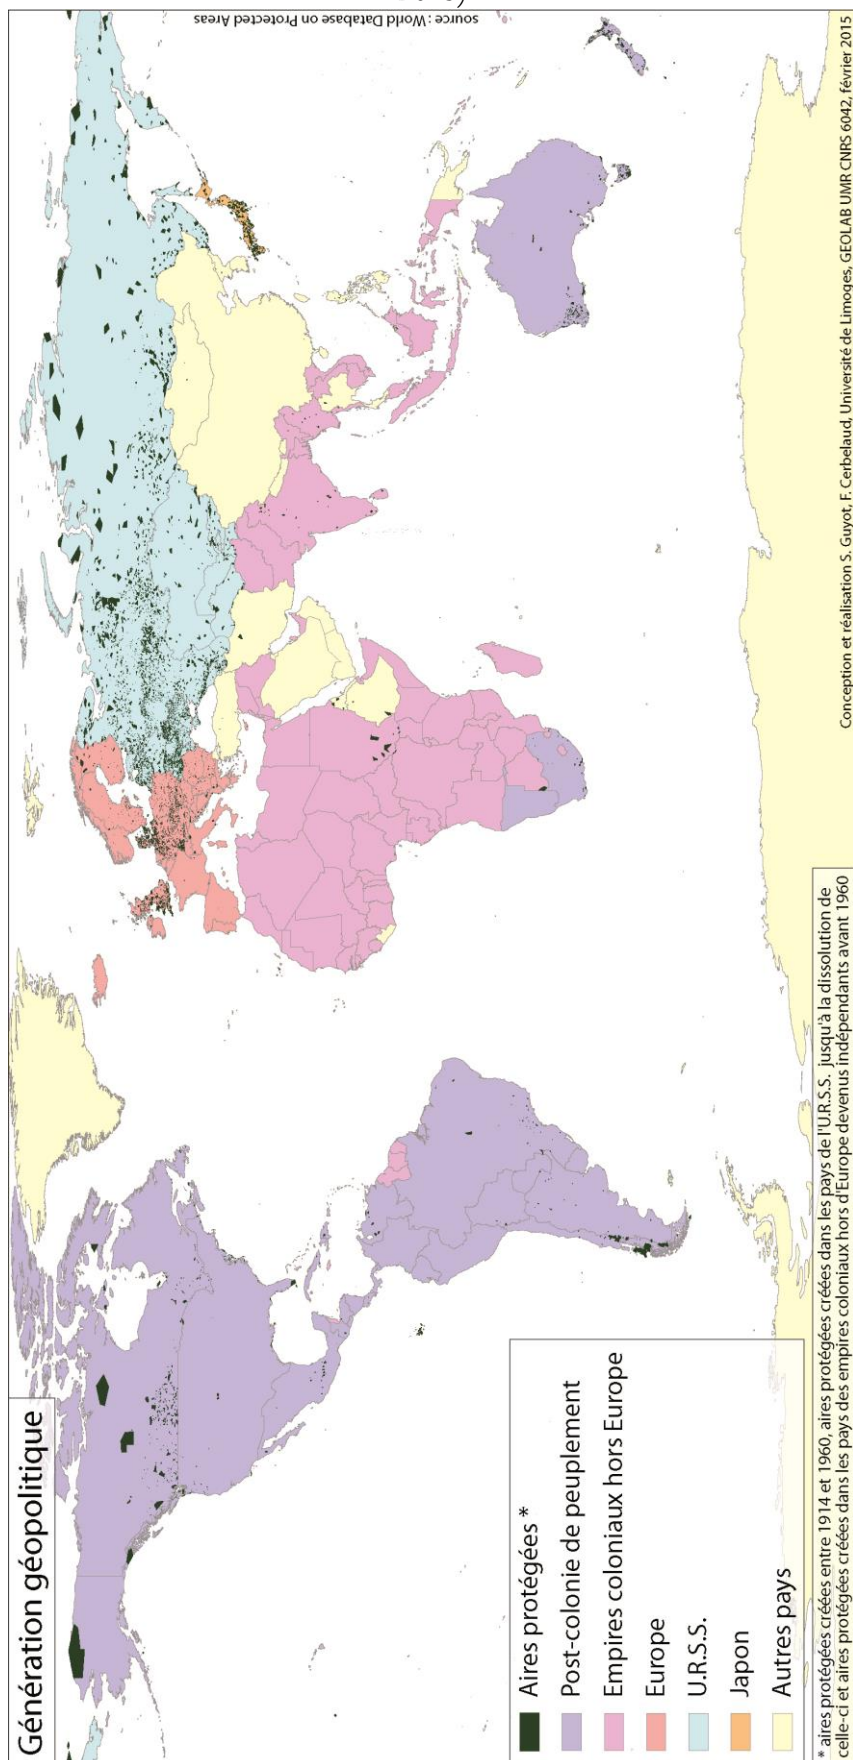 source : World Database on Protected Areas
Génération géopolitique
Aires protégées *
Post-colonie de peuplement
Empires coloniaux hors Europe
Europe
U.R.S.S.
Japon
Autres pays
* aires protégées créées entre 1914 et 1960, aires protégées créées dans les pays de l'U.R.S.S. jusqu'à la dissolution de
celle-ci et aires protégées créées dans les pays des empires coloniaux hors d'Europe devenus indépendants avant 1960
Conception et réalisation S. Guyot, F. Cerbelaud, Université de Limoges, GEOLAB UMR CNRS 6042, février 2015